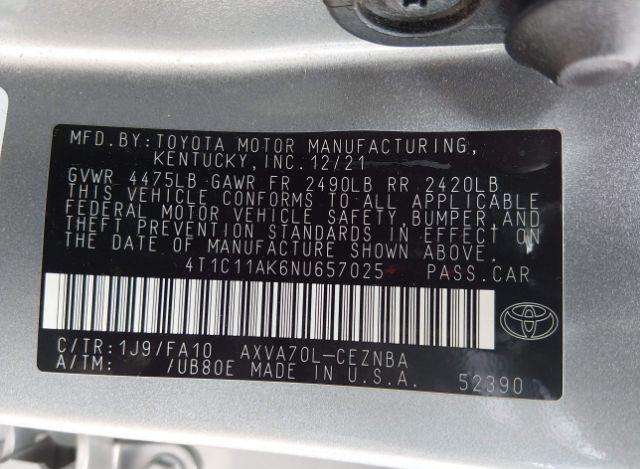 MFD. BY: TOYOTA MOTOR MANUFACTURING,
KENTUCKY, INC. 12/21
GVWR 4475LB GAWR FR 2490LB RR 2420LB
THIS VEHICLE CONFORMS TO ALL APPLICABLE
FEDERAL MOTOR VEHICLE SAFETY, BUMPER, AND
THEFT PREVENTION STANDARDS IN EFFECT ON
THE DATE OF MANUFACTURE SHOWN ABOVE.
4T1C11AK6NU657025 PASS. CAR
C/TR: 1J9/FA10 AXVA70L-CEZNBA
A/TM: /UB80E MADE IN U.S.A. 52390